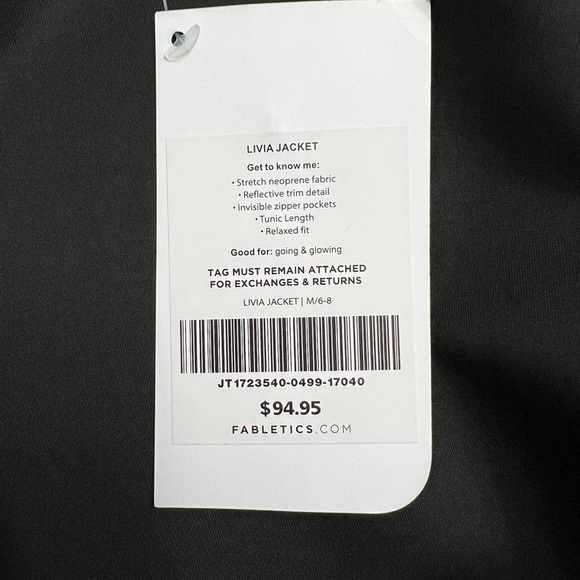 LIVIA JACKET
Get to know me:
• Stretch neoprene fabric
• Reflective trim detail
• Invisible zipper pockets
• Tunic Length
• Relaxed fit
Good for: going & glowing
TAG MUST REMAIN ATTACHED
FOR EXCHANGES & RETURNS
LIVIA JACKET | M/6-8
JT1723540-0499-17040
$94.95
FABLETICS.COM